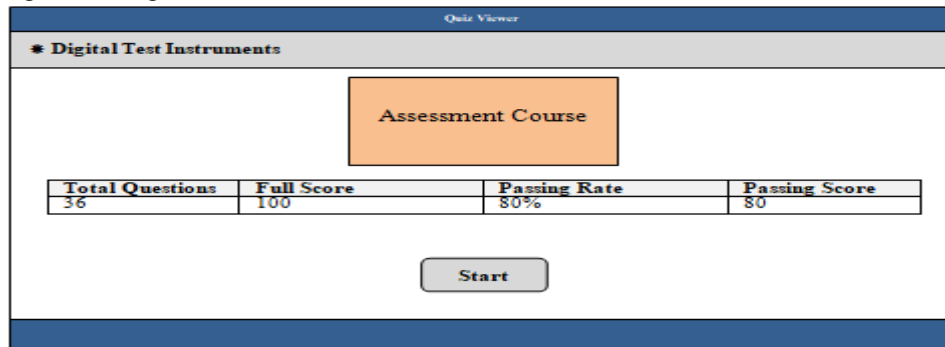 Quiz Viewer
✷ Digital Test Instruments
Assessment Course
Total Questions Full Score Passing Rate Passing Score
36 100 80% 80
Start